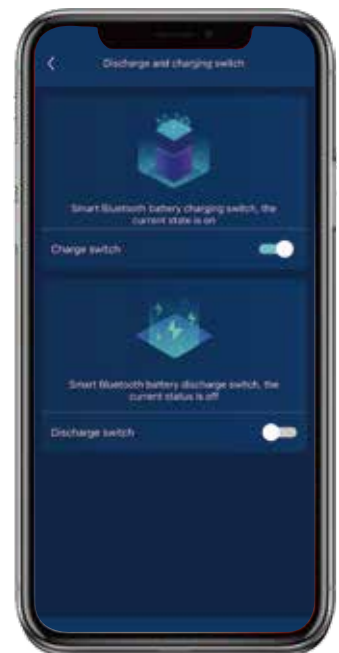 Discharge and charging switch
Smart Bluetooth battery charging switch, the
current state is on
Charge switch
Smart Bluetooth battery discharge switch, the
current status is off
Discharge switch